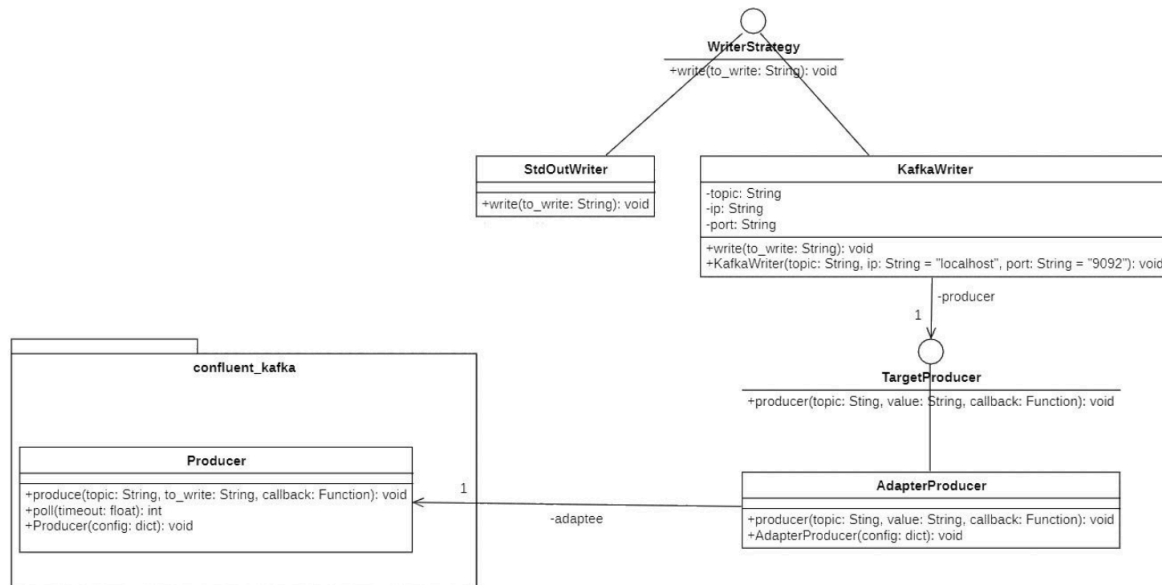 WriterStrategy
+write(to_write: String): void
StdOutWriter
+write(to_write: String): void
KafkaWriter
-topic: String
-ip: String
-port: String
+write(to_write: String): void
+KafkaWriter(topic: String, ip: String = "localhost", port: String = "9092"): void
-producer
1
TargetProducer
+producer(topic: Sting, value: String, callback: Function): void
confluent_kafka
Producer
+produce(topic: String, to_write: String, callback: Function): void
+poll(timeout: float): int
+Producer(config: dict): void
1
-adaptee
AdapterProducer
+producer(topic: Sting, value: String, callback: Function): void
+AdapterProducer(config: dict): void